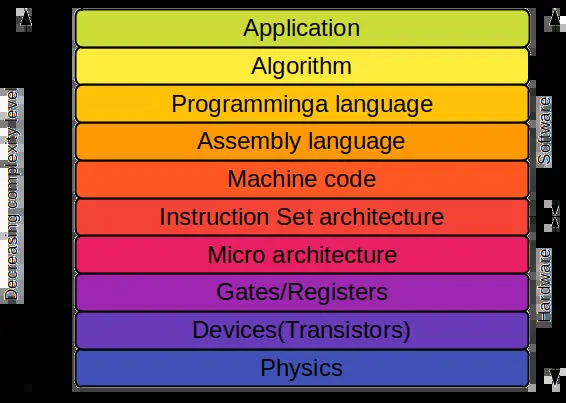 Application
Algorithm
Programminga language
Assembly language
Machine code
Instruction Set architecture
Micro architecture
Gates/Registers
Devices(Transistors)
Physics
Decreasing complexity level
Software
Hardware